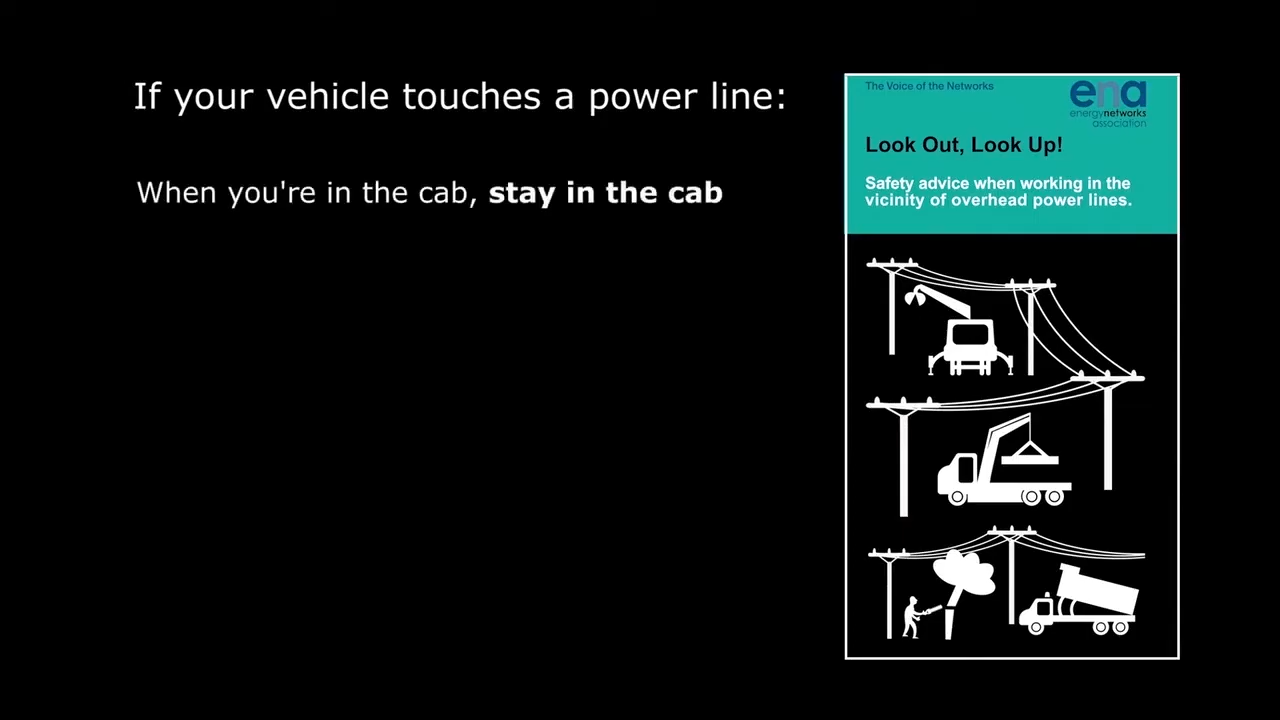 If your vehicle touches a power line:
When you're in the cab, stay in the cab
The Voice of the Networks
ena
energynetworks
association
Look Out, Look Up!
Safety advice when working in the
vicinity of overhead power lines.